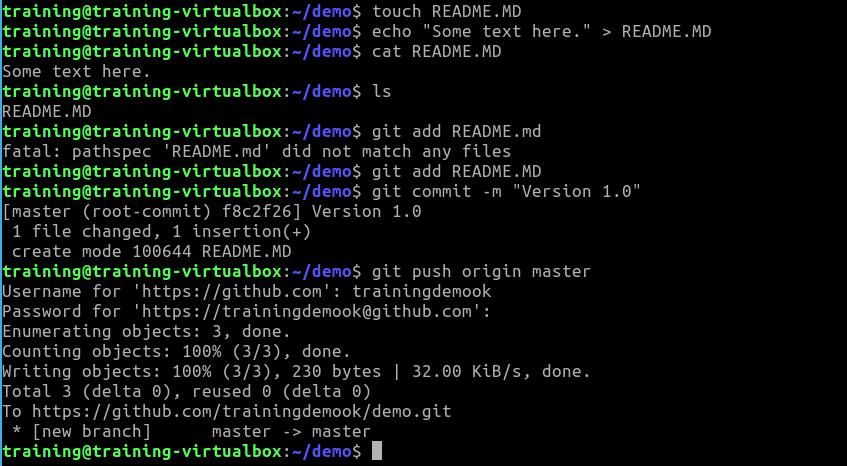 training@training-virtualbox:~/demo$ touch README.MD
training@training-virtualbox:~/demo$ echo "Some text here." > README.MD
training@training-virtualbox:~/demo$ cat README.MD
Some text here.
training@training-virtualbox:~/demo$ ls
README.MD
training@training-virtualbox:~/demo$ git add README.md
fatal: pathspec 'README.md' did not match any files
training@training-virtualbox:~/demo$ git add README.MD
training@training-virtualbox:~/demo$ git commit -m "Version 1.0"
[master (root-commit) f8c2f26] Version 1.0
 1 file changed, 1 insertion(+)
 create mode 100644 README.MD
training@training-virtualbox:~/demo$ git push origin master
Username for 'https://github.com': trainingdemook
Password for 'https://trainingdemook@github.com':
Enumerating objects: 3, done.
Counting objects: 100% (3/3), done.
Writing objects: 100% (3/3), 230 bytes | 32.00 KiB/s, done.
Total 3 (delta 0), reused 0 (delta 0)
To https://github.com/trainingdemook/demo.git
 * [new branch]      master -> master
training@training-virtualbox:~/demo$